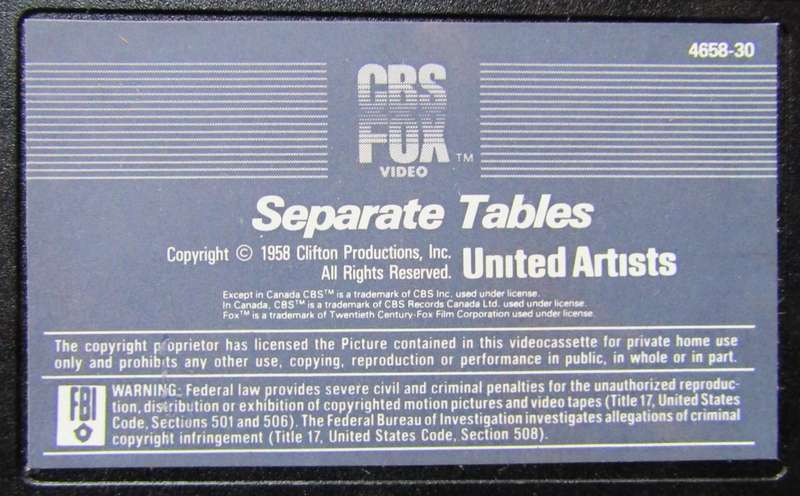 4658-30
CBS
FOX™
VIDEO
Separate Tables
Copyright © 1958 Clifton Productions, Inc.
All Rights Reserved.
United Artists
Except in Canada CBS™ is a trademark of CBS Inc. used under license.
In Canada, CBS™ is a trademark of CBS Records Canada Ltd. used under license.
Fox™ is a trademark of Twentieth Century-Fox Film Corporation used under license.
The copyright proprietor has licensed the Picture contained in this videocassette for private home use
only and prohibits any other use, copying, reproduction or performance in public, in whole or in part.
FBI
WARNING: Federal law provides severe civil and criminal penalties for the unauthorized reproduc-
tion, distribution or exhibition of copyrighted motion pictures and video tapes (Title 17, United States
Code, Sections 501 and 506). The Federal Bureau of Investigation investigates allegations of criminal
copyright infringement (Title 17, United States Code, Section 508).